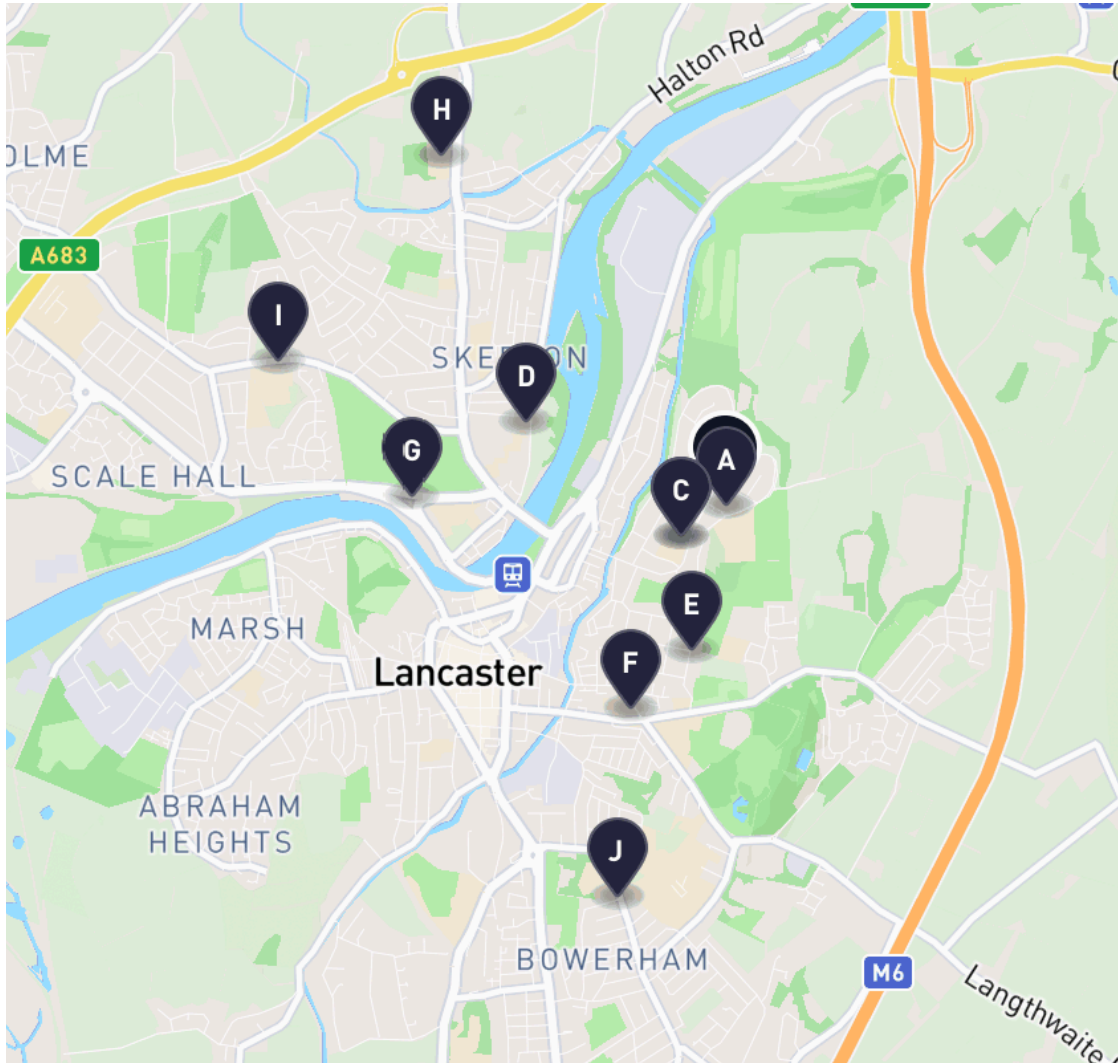 Halton Rd
H
OLME
A683
I
SKE
ON
D
G
A
SCALE HALL
C
E
MARSH
F
Lancaster
ABRAHAM
HEIGHTS
J
BOWERHAM
M6
Langthwaite